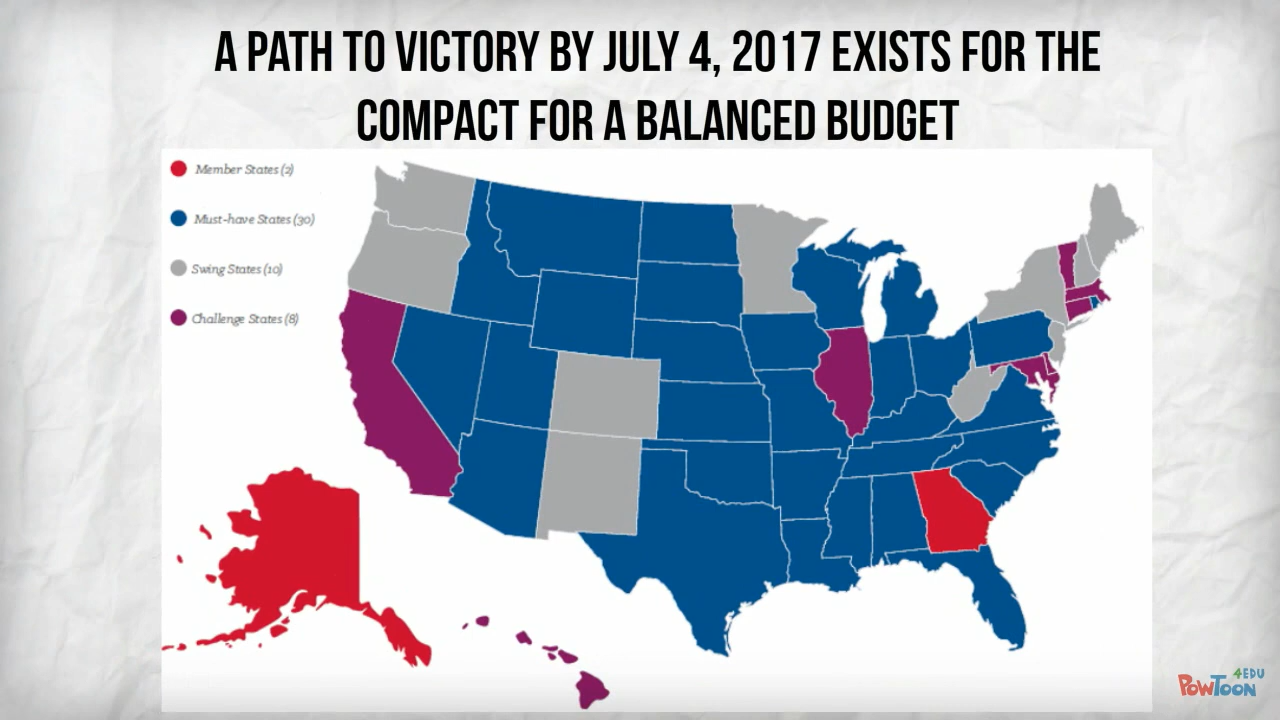 A PATH TO VICTORY BY JULY 4, 2017 EXISTS FOR THE
COMPACT FOR A BALANCED BUDGET
Member States (2)
Must-have States (30)
Swing States (10)
Challenge States (8)
4EDU
POWTOON